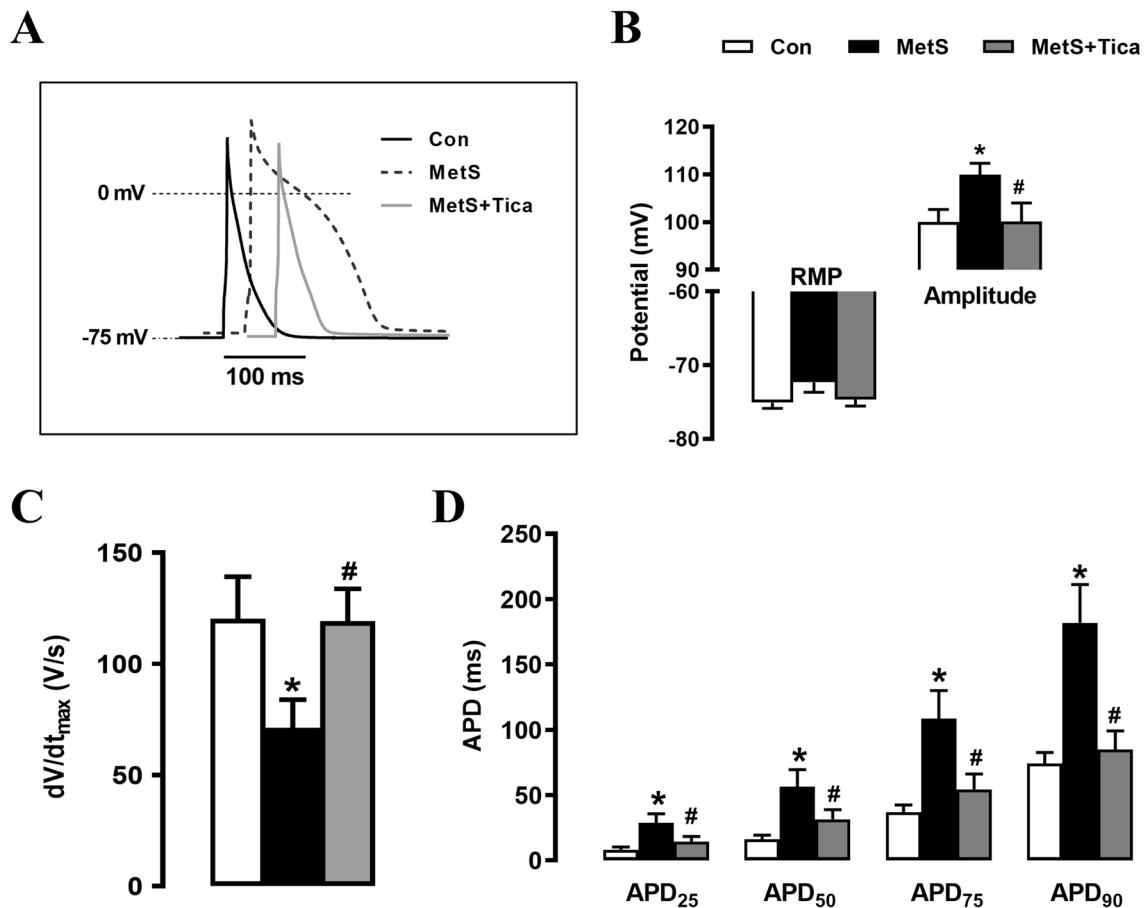 A
Con
MetS
MetS+Tica
0 mV
-75 mV
100 ms
B
Con MetS MetS+Tica
Potential (mV)
120
110
100
90
-60
-70
-80
*
#
RMP
Amplitude
C
dV/dtmax (V/s)
150
100
50
0
*
#
D
APD (ms)
250
200
150
100
50
0
* #
* #
* #
* #
APD25 APD50 APD75 APD90